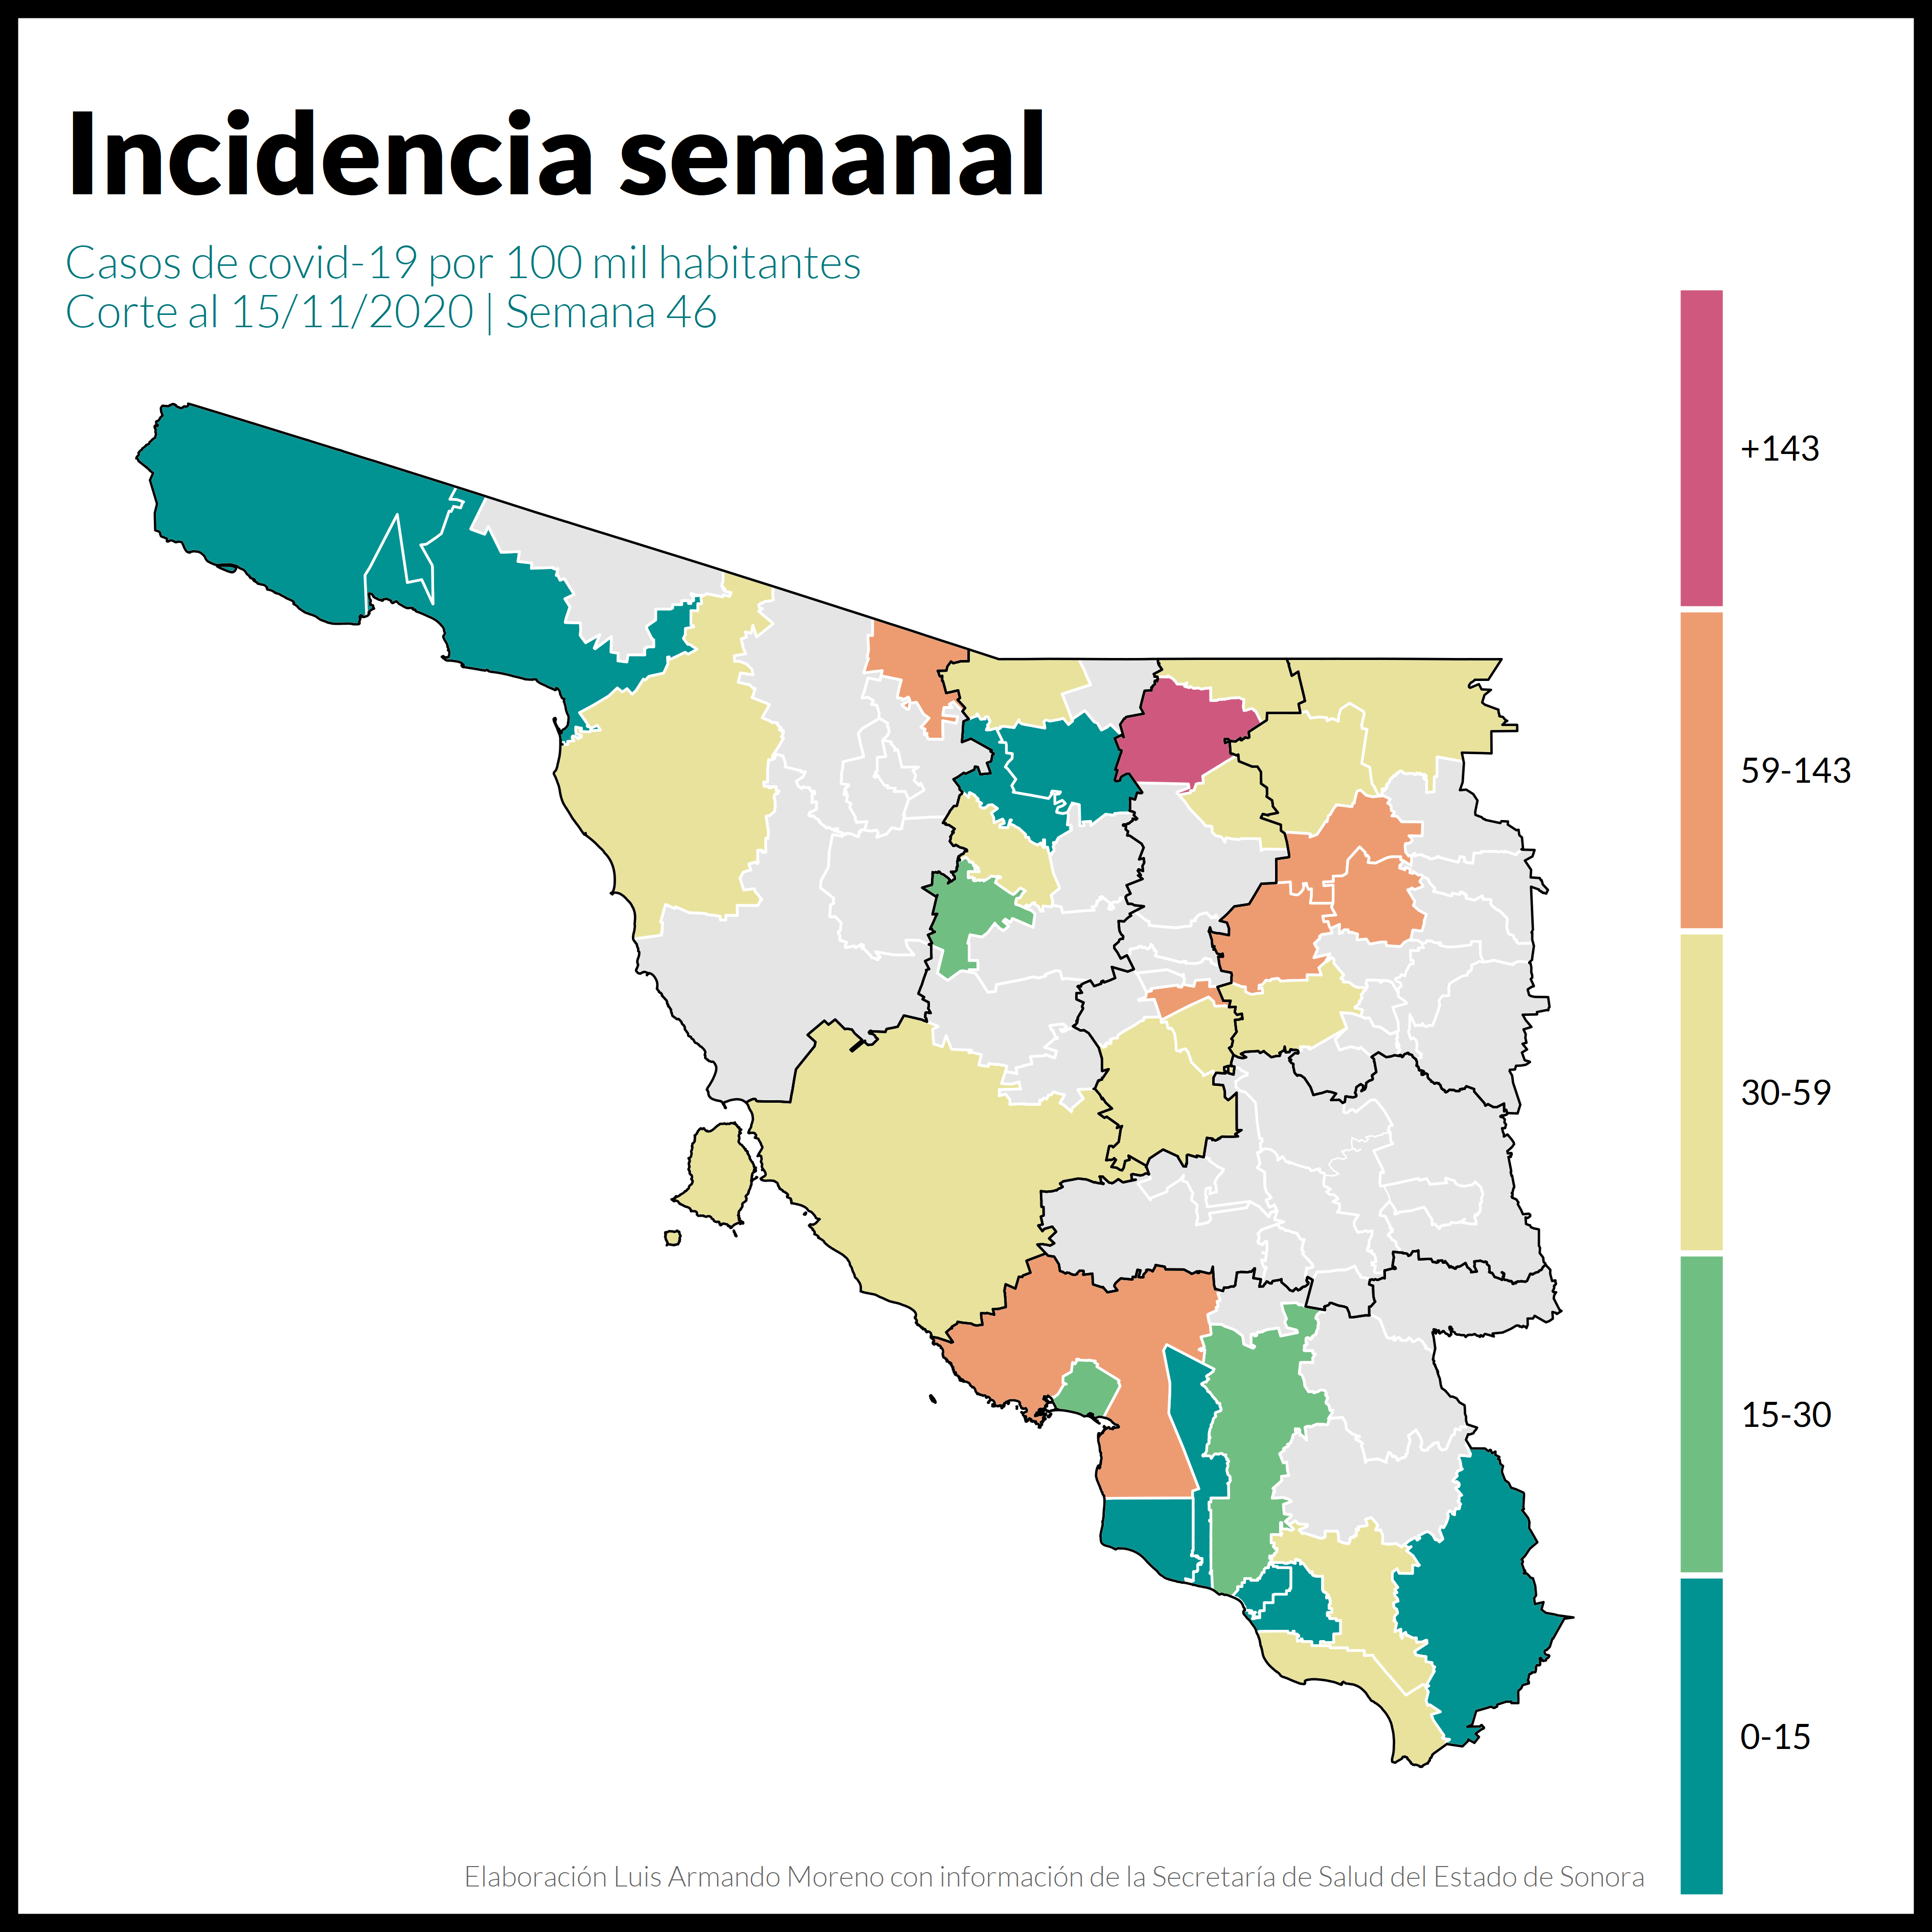 Incidencia semanal
Casos de covid-19 por 100 mil habitantes
Corte al 15/11/2020 | Semana 46
+143
59-143
30-59
15-30
0-15
Elaboración Luis Armando Moreno con información de la Secretaría de Salud del Estado de Sonora